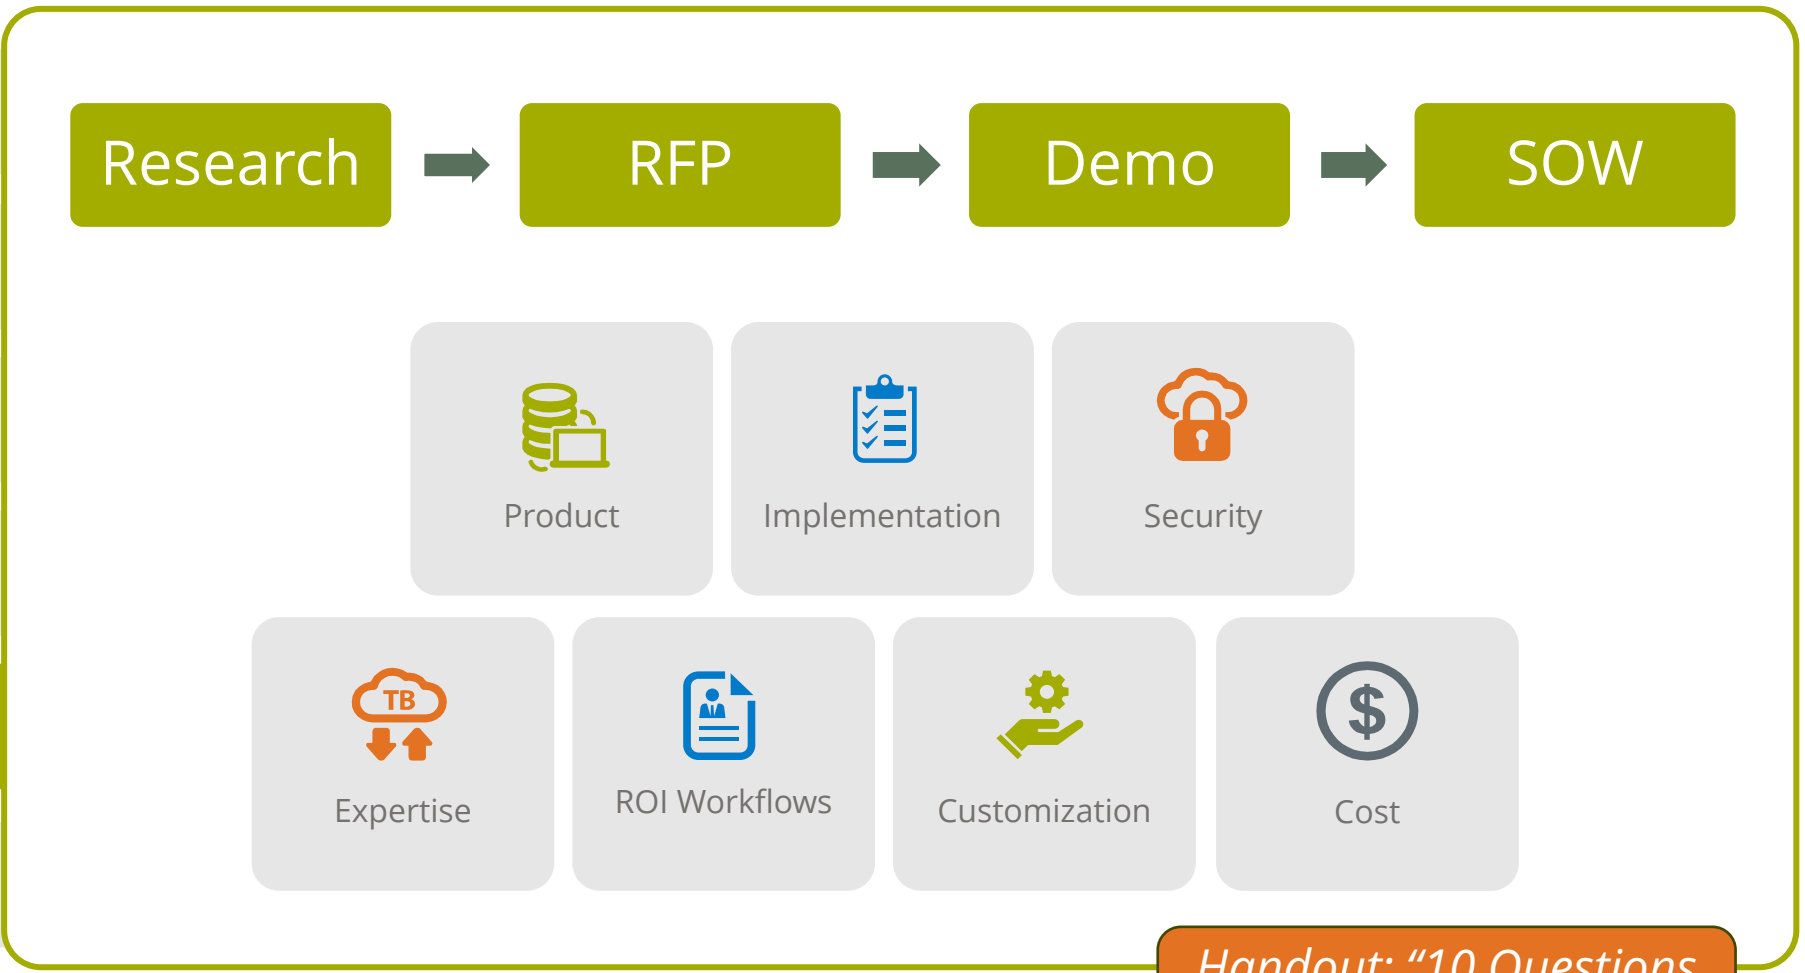 Research
RFP
Demo
SOW
Product
Implementation
Security
TB
Expertise
ROI Workflows
Customization
$
Cost
Handout: “10 Questions